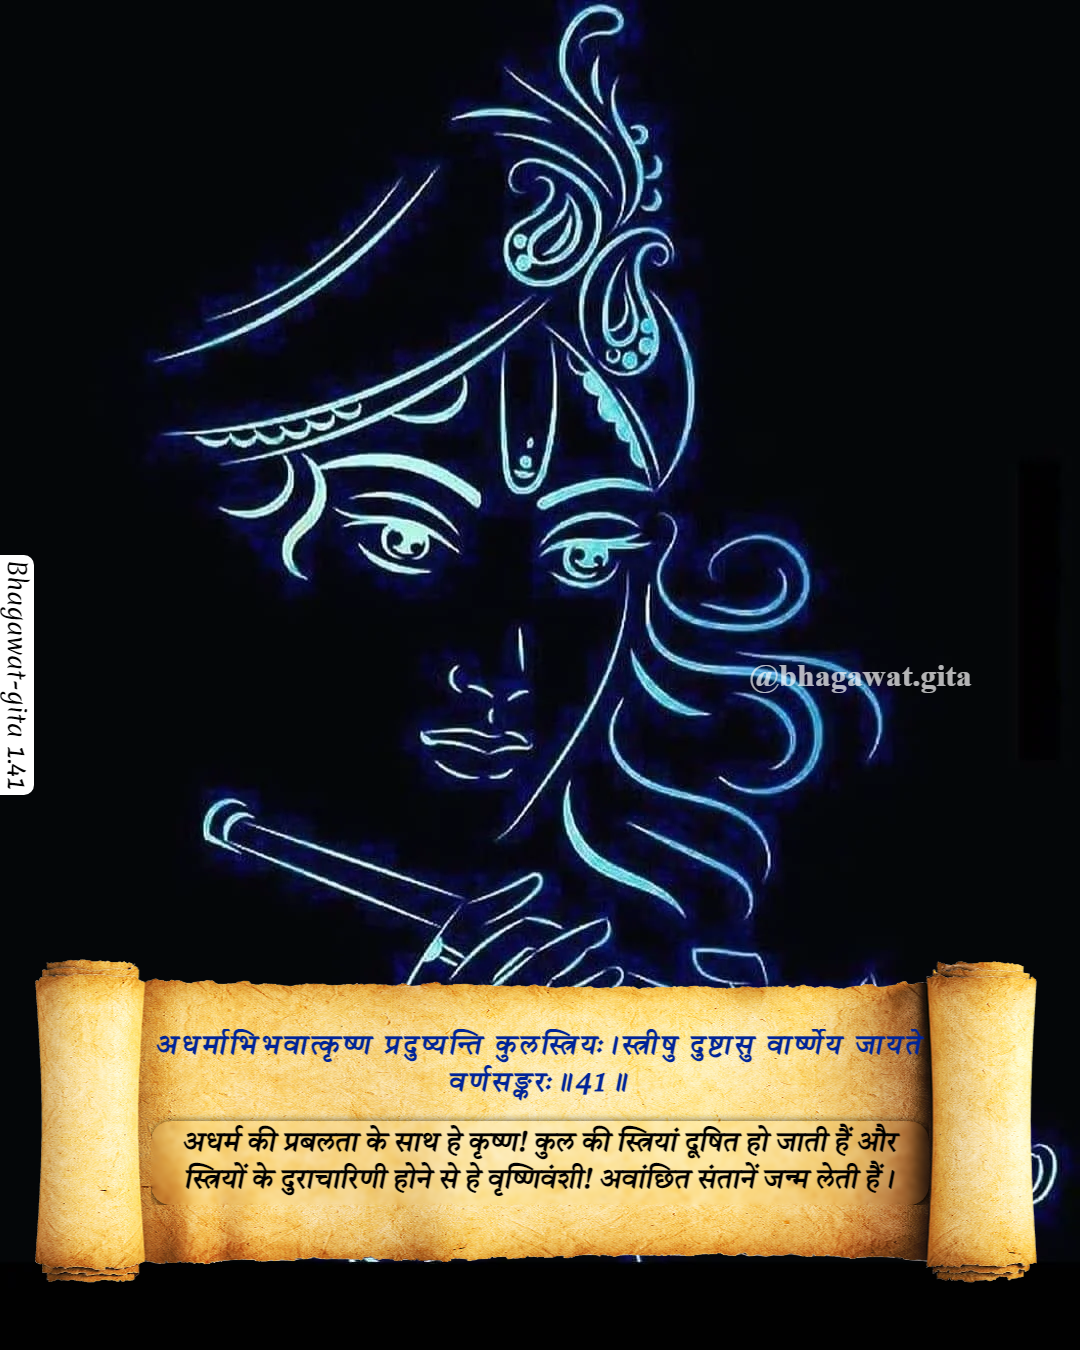 Bhagawat-gita 1.41
@bhagawat.gita
अधर्माभिभवात्कृष्ण प्रदुष्यन्ति कुलस्त्रियः।स्त्रीषु दुष्टासु वार्ष्णेय जायते
वर्णसङ्करः॥41॥
अधर्म की प्रबलता के साथ हे कृष्ण! कुल की स्त्रियां दूषित हो जाती हैं और
स्त्रियों के दुराचारिणी होने से हे वृष्णिवंशी! अवांछित संतानें जन्म लेती हैं।